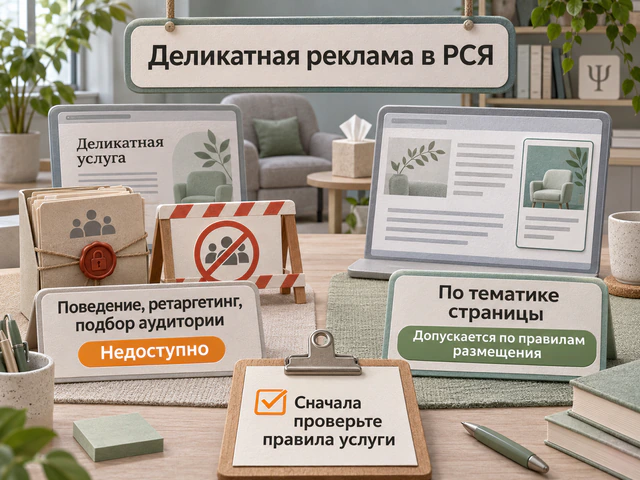 Деликатная реклама в РСЯ
Деликатная
услуга
Ψ
Поведение, ретаргетинг,
подбор аудитории
Недоступно
По тематике
страницы
Допускается по правилам
размещения
Сначала
проверьте
правила услуги